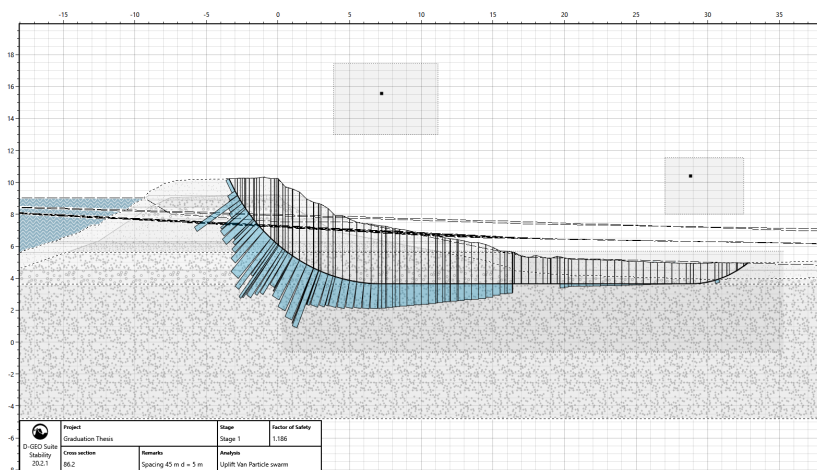 -15 -10 -5 0 5 10 15 20 25 30 35
18
16
14
12
10
8
6
4
2
0
-2
-4
-6
-8
D-GEO Suite
Stability
20.2.1
Project
Graduation Thesis
Stage
Stage 1
Factor of Safety
1.186
Cross section
86.2
Remarks
Spacing 45 m d = 5 m
Analysis
Uplift Van Particle swarm